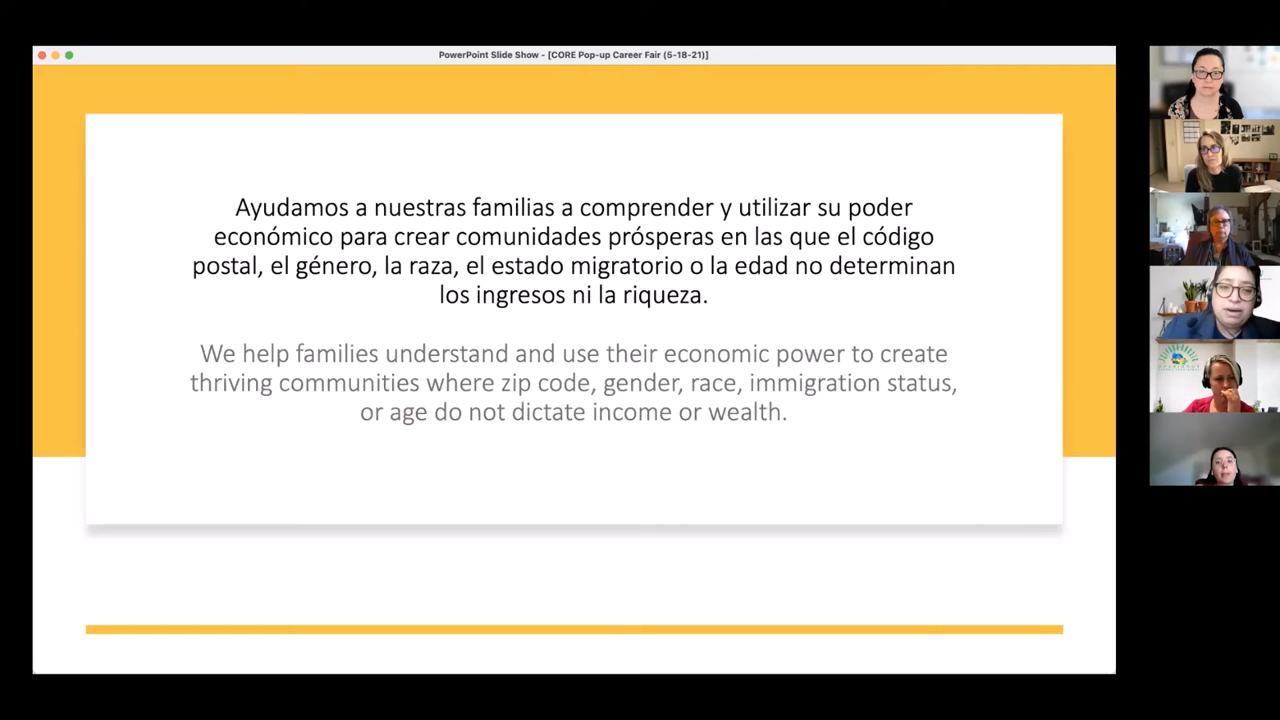 PowerPoint Slide Show - [CORE Pop-up Career Fair (5-18-21)]
Ayudamos a nuestras familias a comprender y utilizar su poder
económico para crear comunidades prósperas en las que el código
postal, el género, la raza, el estado migratorio o la edad no determinan
los ingresos ni la riqueza.
We help families understand and use their economic power to create
thriving communities where zip code, gender, race, immigration status,
or age do not dictate income or wealth.